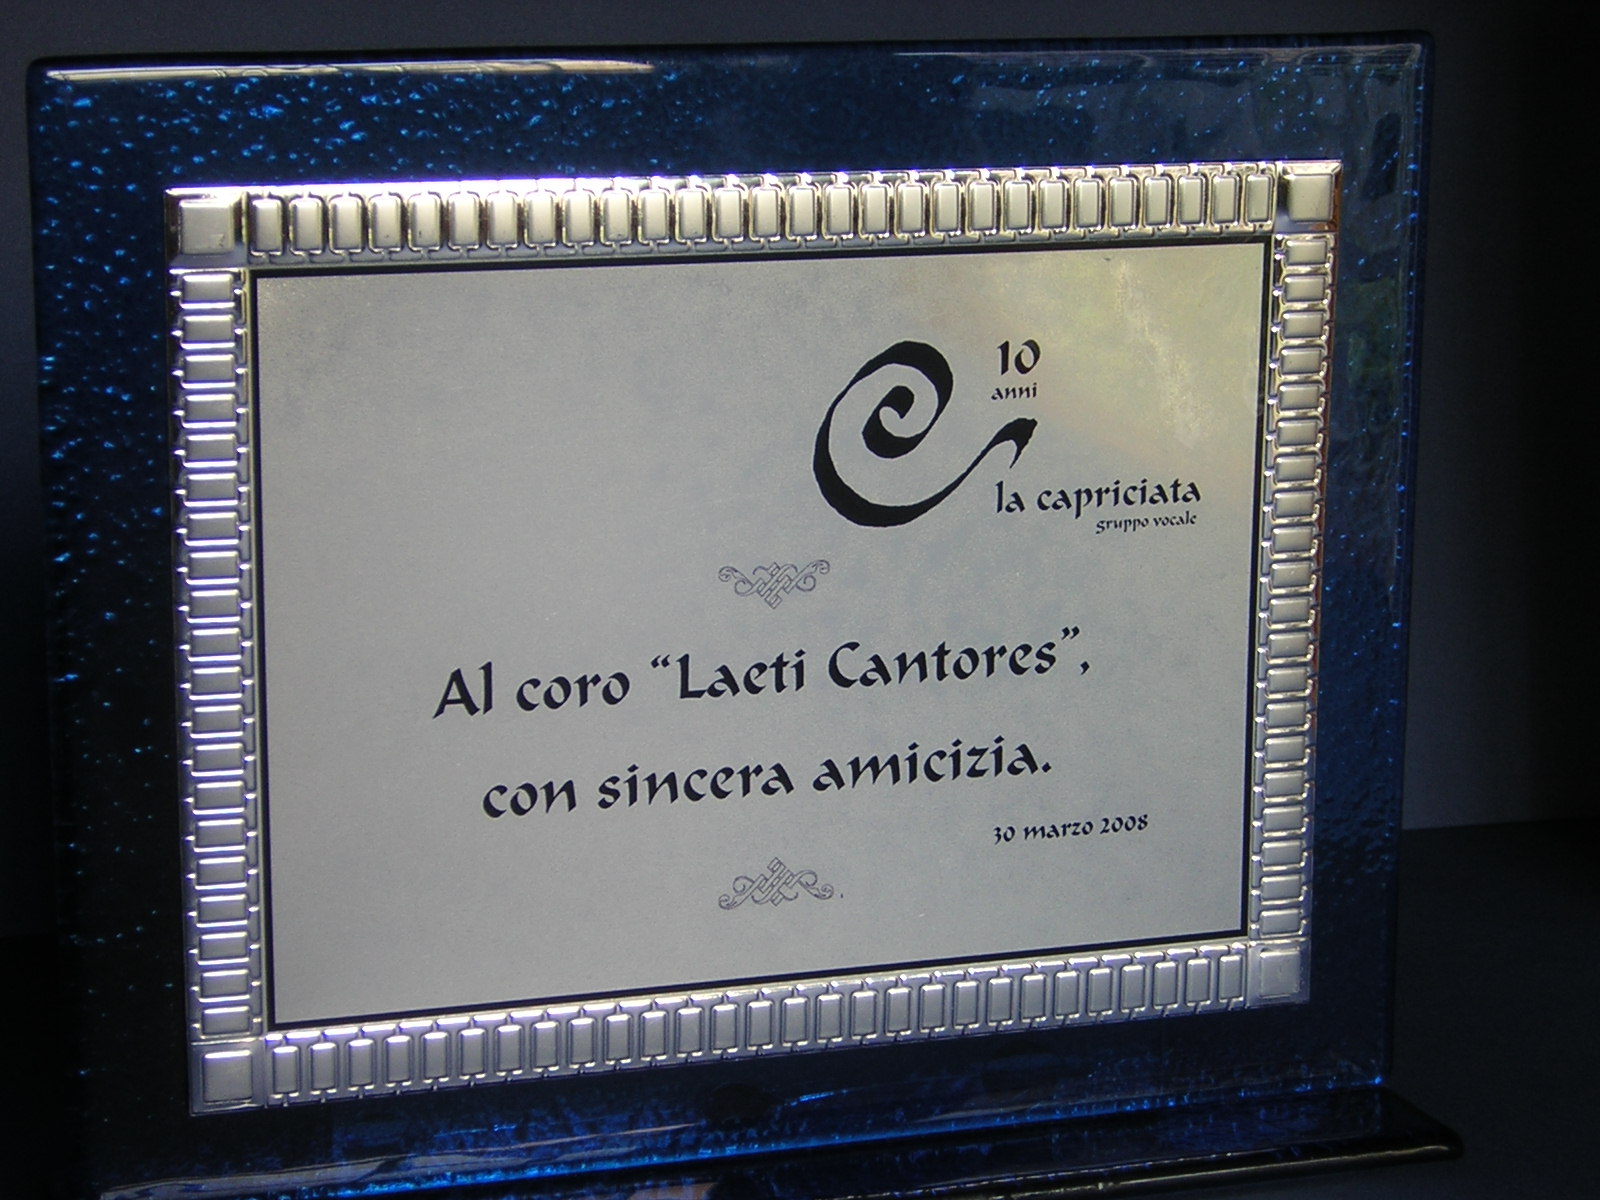 10
anni
la capriciata
gruppo vocale
Al coro “Laeti Cantores”,
con sincera amicizia.
30 marzo 2008